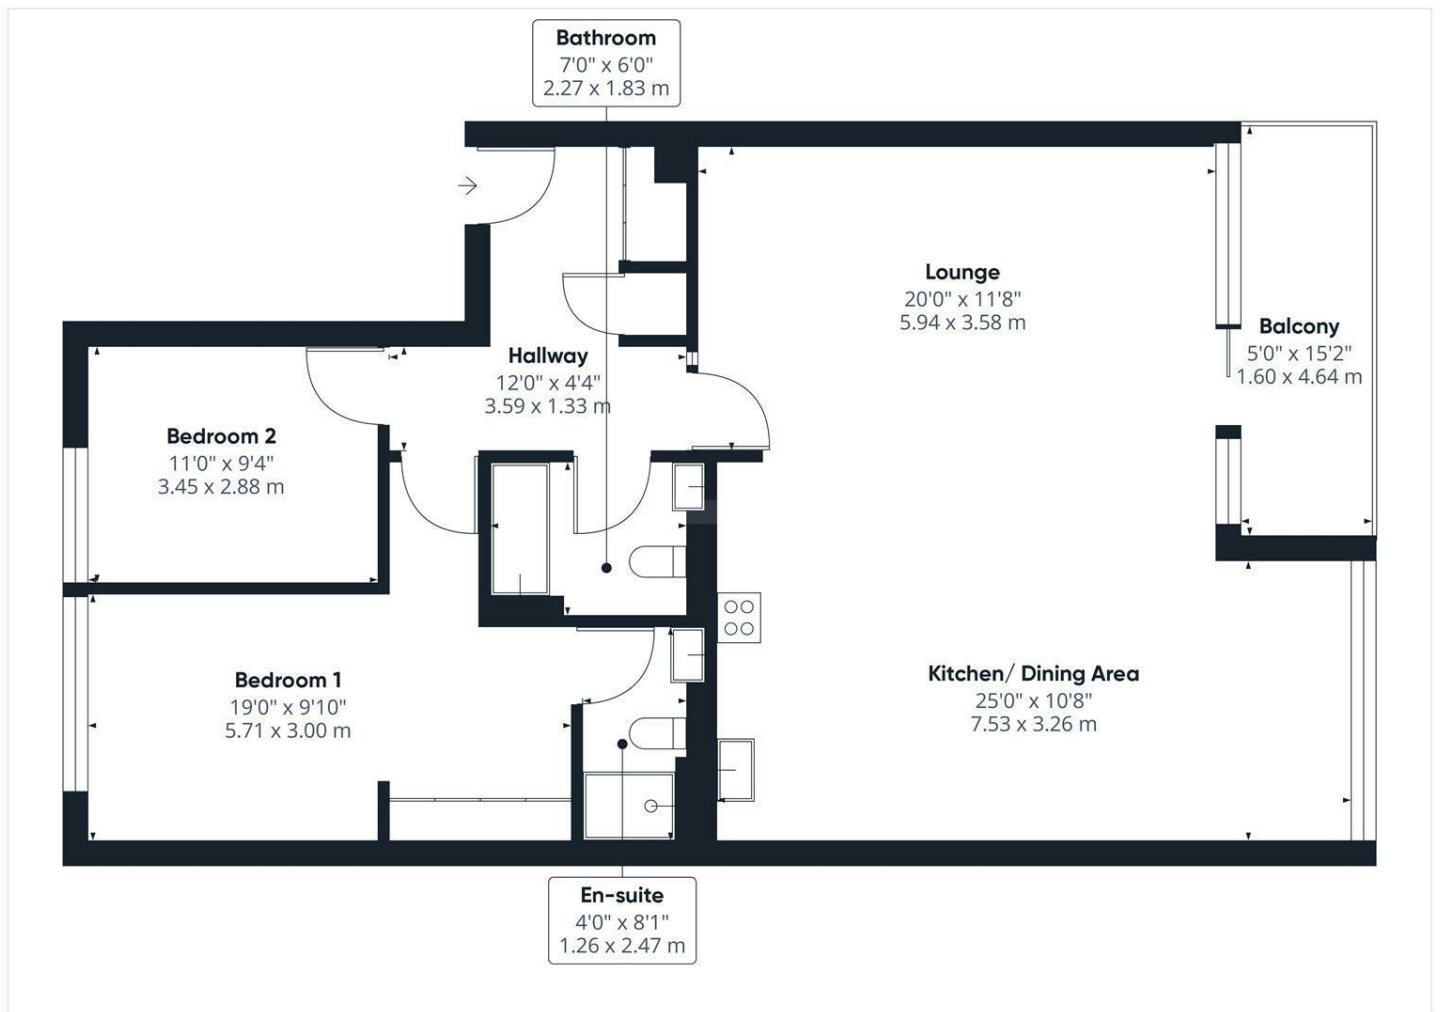 Bathroom
7'0" x 6'0"
2.27 x 1.83 m
Lounge
20'0" x 11'8"
5.94 x 3.58 m
Balcony
5'0" x 15'2"
1.60 x 4.64 m
Hallway
12'0" x 4'4"
3.59 x 1.33 m
Bedroom 2
11'0" x 9'4"
3.45 x 2.88 m
Bedroom 1
19'0" x 9'10"
5.71 x 3.00 m
Kitchen/ Dining Area
25'0" x 10'8"
7.53 x 3.26 m
En-suite
4'0" x 8'1"
1.26 x 2.47 m